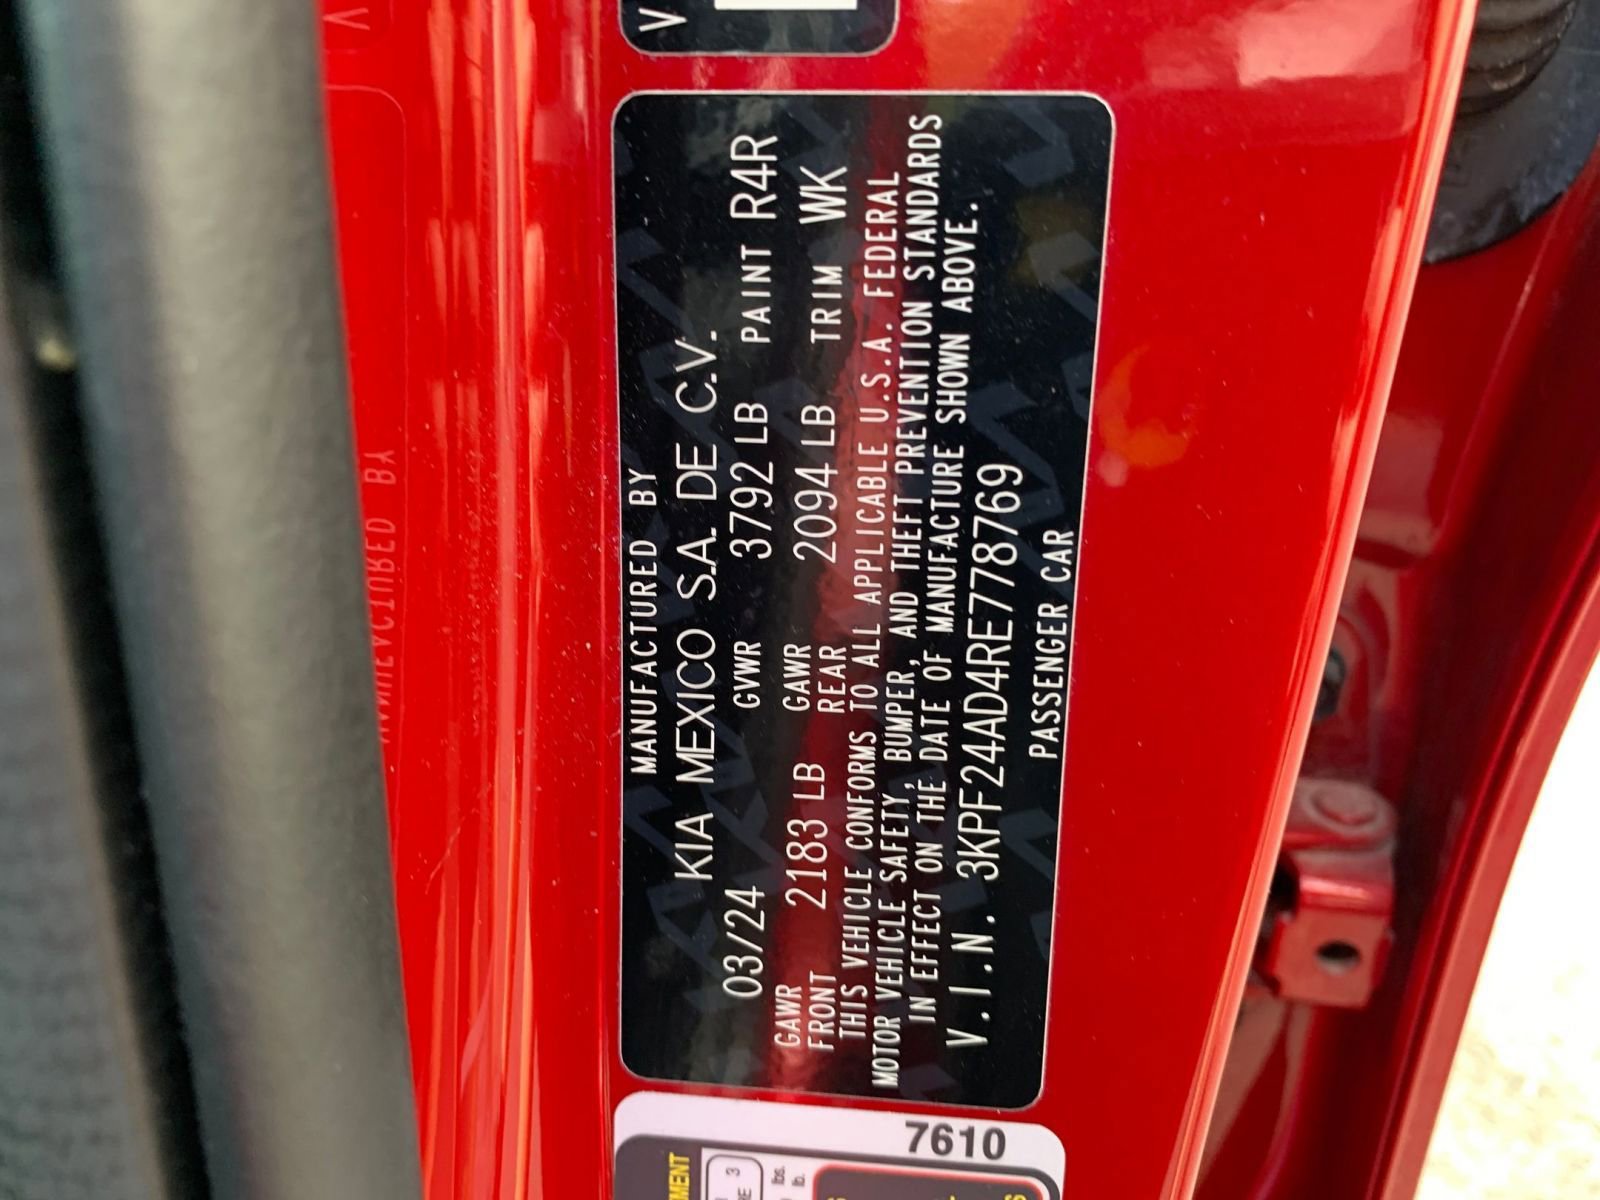 MANUFACTURED BY
KIA MEXICO S.A. DE C.V.
03/24 GVWR 3792 LB PAINT R4R
GAWR FRONT 2183 LB GAWR REAR 2094 LB TRIM WK
THIS VEHICLE CONFORMS TO ALL APPLICABLE U.S.A. FEDERAL
MOTOR VEHICLE SAFETY, BUMPER, AND THEFT PREVENTION STANDARDS
IN EFFECT ON THE DATE OF MANUFACTURE SHOWN ABOVE.
V.I.N. 3KPF24AD4RE778769
PASSENGER CAR
7610
3
lbs.